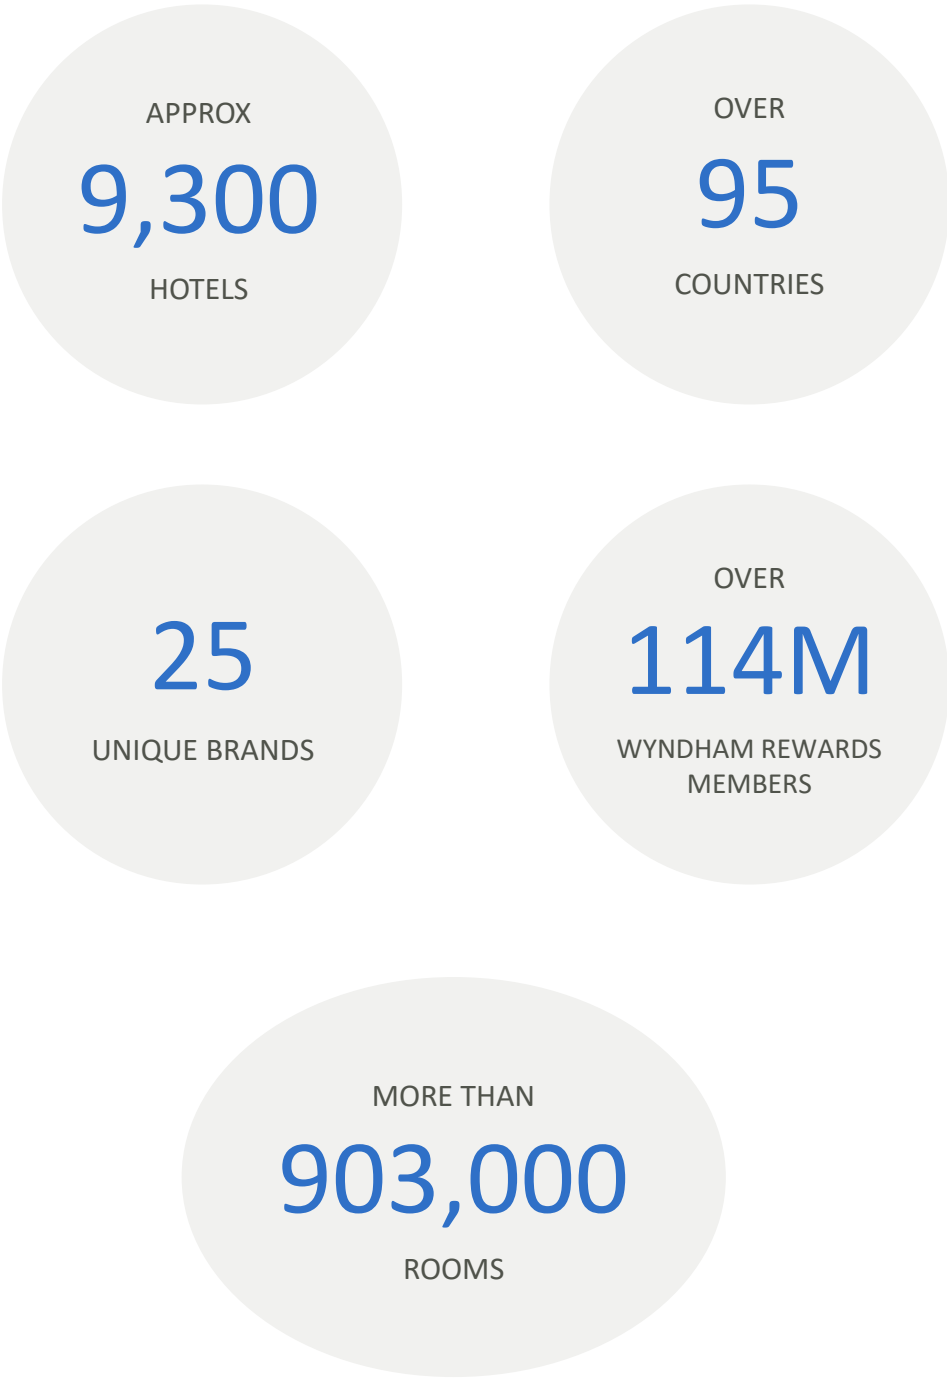 APPROX
9,300
HOTELS
OVER
95
COUNTRIES
25
UNIQUE BRANDS
OVER
114M
WYNDHAM REWARDS
MEMBERS
MORE THAN
903,000
ROOMS